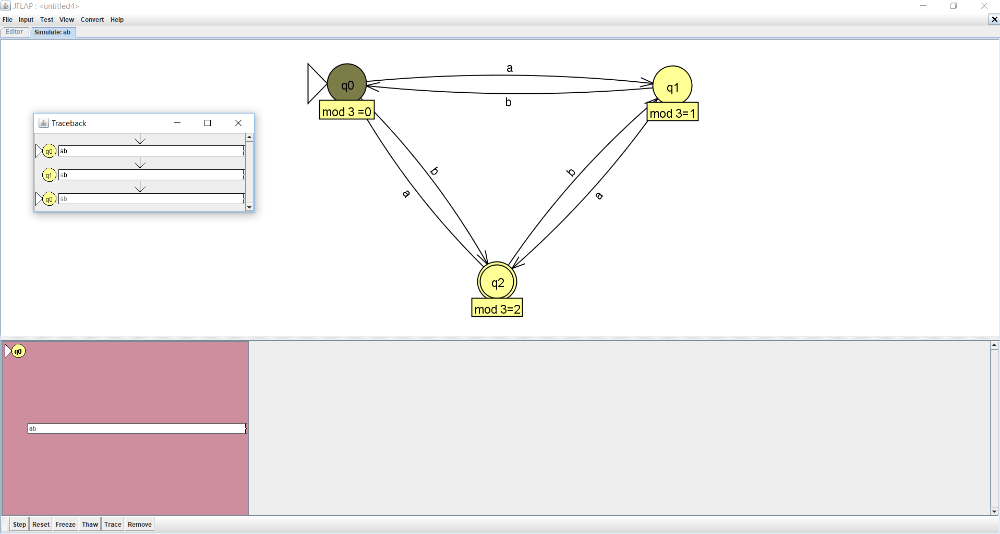 JFLAP : <untitled4>
File Input Test View Convert Help
Editor Simulate: ab
a
q0
q1
b
mod 3 =0
mod 3=1
Traceback
q0 ab
q1 ab
q0 ab
b
b
a
a
q2
mod 3=2
q0
ab
Step Reset Freeze Thaw Trace Remove